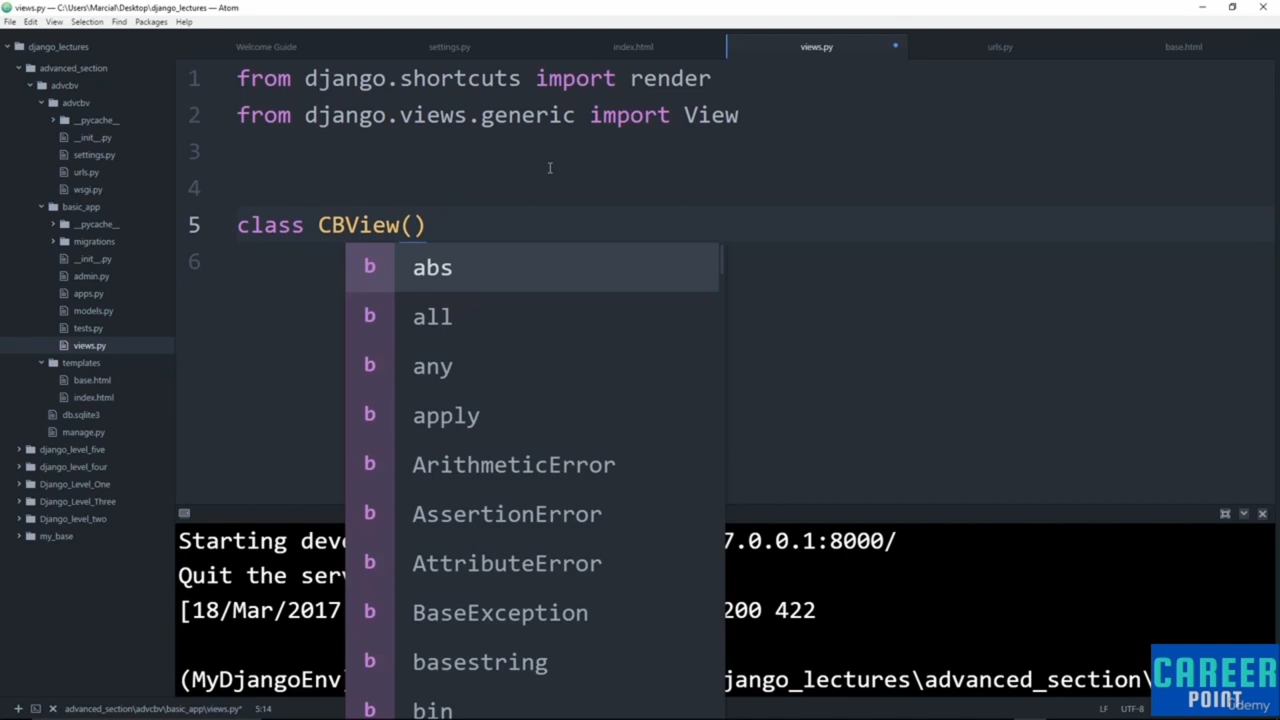 views.py — C:\Users\Marcial\Desktop\django_lectures — Atom
File Edit View Selection Find Packages Help
django_lectures
advanced_section
advcbv
advcbv
__pycache__
__init__.py
settings.py
urls.py
wsgi.py
basic_app
__pycache__
migrations
__init__.py
admin.py
apps.py
models.py
tests.py
views.py
templates
base.html
index.html
db.sqlite3
manage.py
django_level_five
django_level_four
Django_Level_One
Django_Level_Three
Django_level_two
my_base
Welcome Guide settings.py index.html views.py urls.py base.html
1 from django.shortcuts import render
2 from django.views.generic import View
3
4
5 class CBView()
6
b abs
b all
b any
b apply
b ArithmeticError
b AssertionError
b AttributeError
b BaseException
b basestring
b bin
Starting deve 7.0.0.1:8000/
Quit the serv
[18/Mar/2017 200 422
(MyDjangoEnv) jango_lectures\advanced_section\
CAREER
POINT
udemy
advanced_section\advcbv\basic_app\views.py* 5:14 LF UTF-8